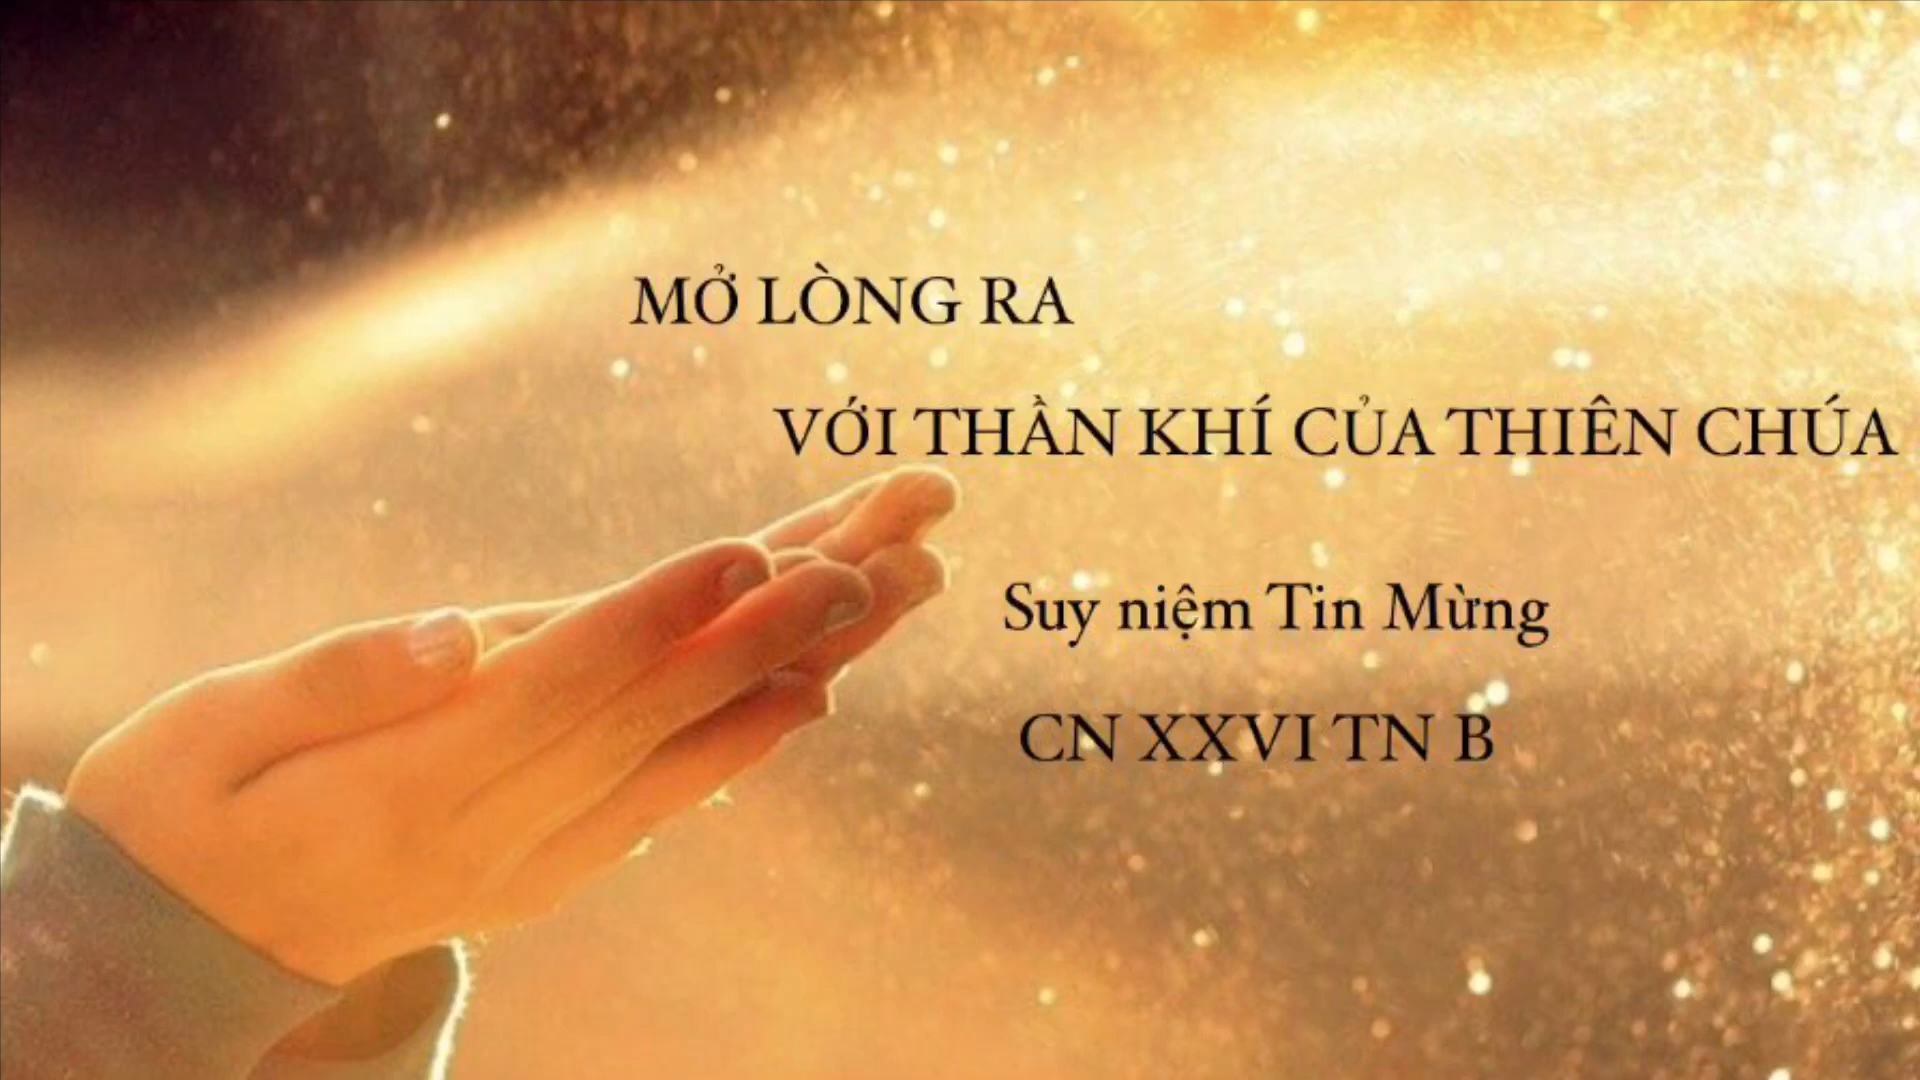 MỞ LÒNG RA
VỚI THẦN KHÍ CỦA THIÊN CHÚA
Suy niệm Tin Mừng
CN XXVI TN B